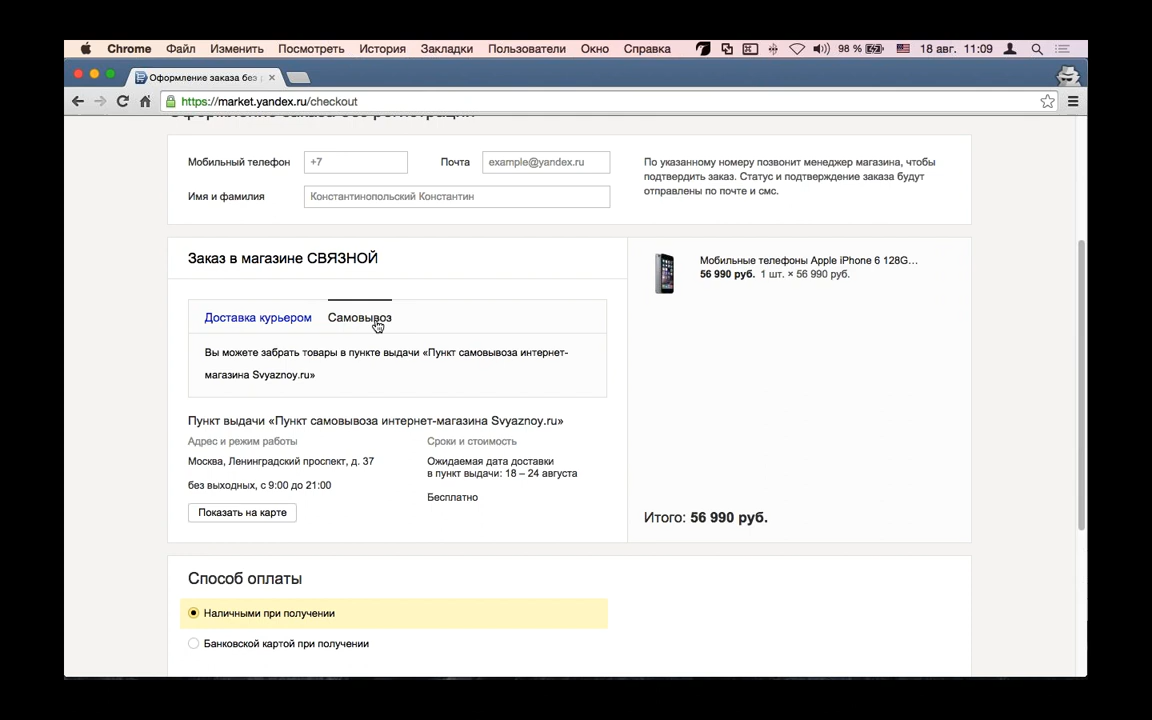 Chrome Файл Изменить Посмотреть История Закладки Пользователи Окно Справка 98 % 18 авг. 11:09
Оформление заказа без р
https://market.yandex.ru/checkout
Оформление заказа без регистрации
Мобильный телефон +7 Почта example@yandex.ru
Имя и фамилия Константинопольский Константин
По указанному номеру позвонит менеджер магазина, чтобы
подтвердить заказ. Статус и подтверждение заказа будут
отправлены по почте и смс.
Заказ в магазине СВЯЗНОЙ
Доставка курьером Самовывоз
Вы можете забрать товары в пункте выдачи «Пункт самовывоза интернет-
магазина Svyaznoy.ru»
Пункт выдачи «Пункт самовывоза интернет-магазина Svyaznoy.ru»
Адрес и режим работы
Москва, Ленинградский проспект, д. 37
без выходных, с 9:00 до 21:00
Показать на карте
Сроки и стоимость
Ожидаемая дата доставки
в пункт выдачи: 18 – 24 августа
Бесплатно
Мобильные телефоны Apple iPhone 6 128G...
56 990 руб. 1 шт. × 56 990 руб.
Итого: 56 990 руб.
Способ оплаты
Наличными при получении
Банковской картой при получении